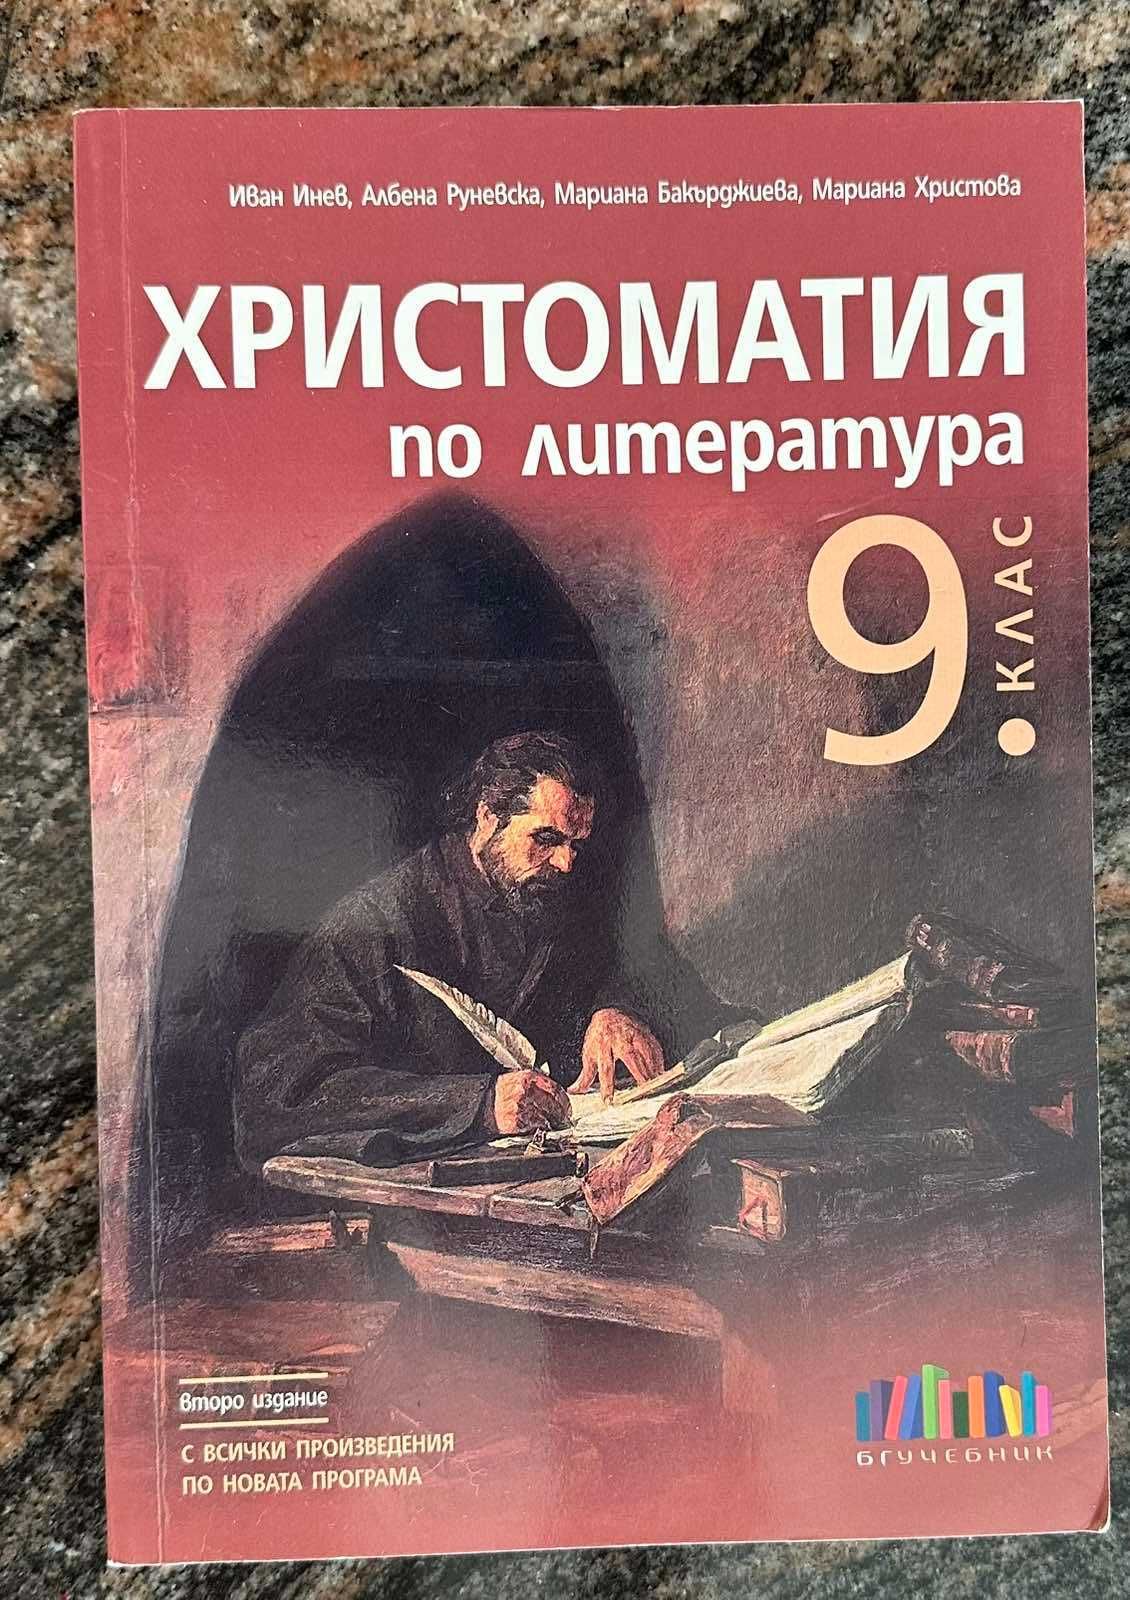 Иван Инев, Албена Руневска, Мариана Бакърджиева, Мариана Христова
ХРИСТОМАТИЯ
по литература
9. КЛАС
второ издание
С ВСИЧКИ ПРОИЗВЕДЕНИЯ
ПО НОВАТА ПРОГРАМА
БГУЧЕБНИК